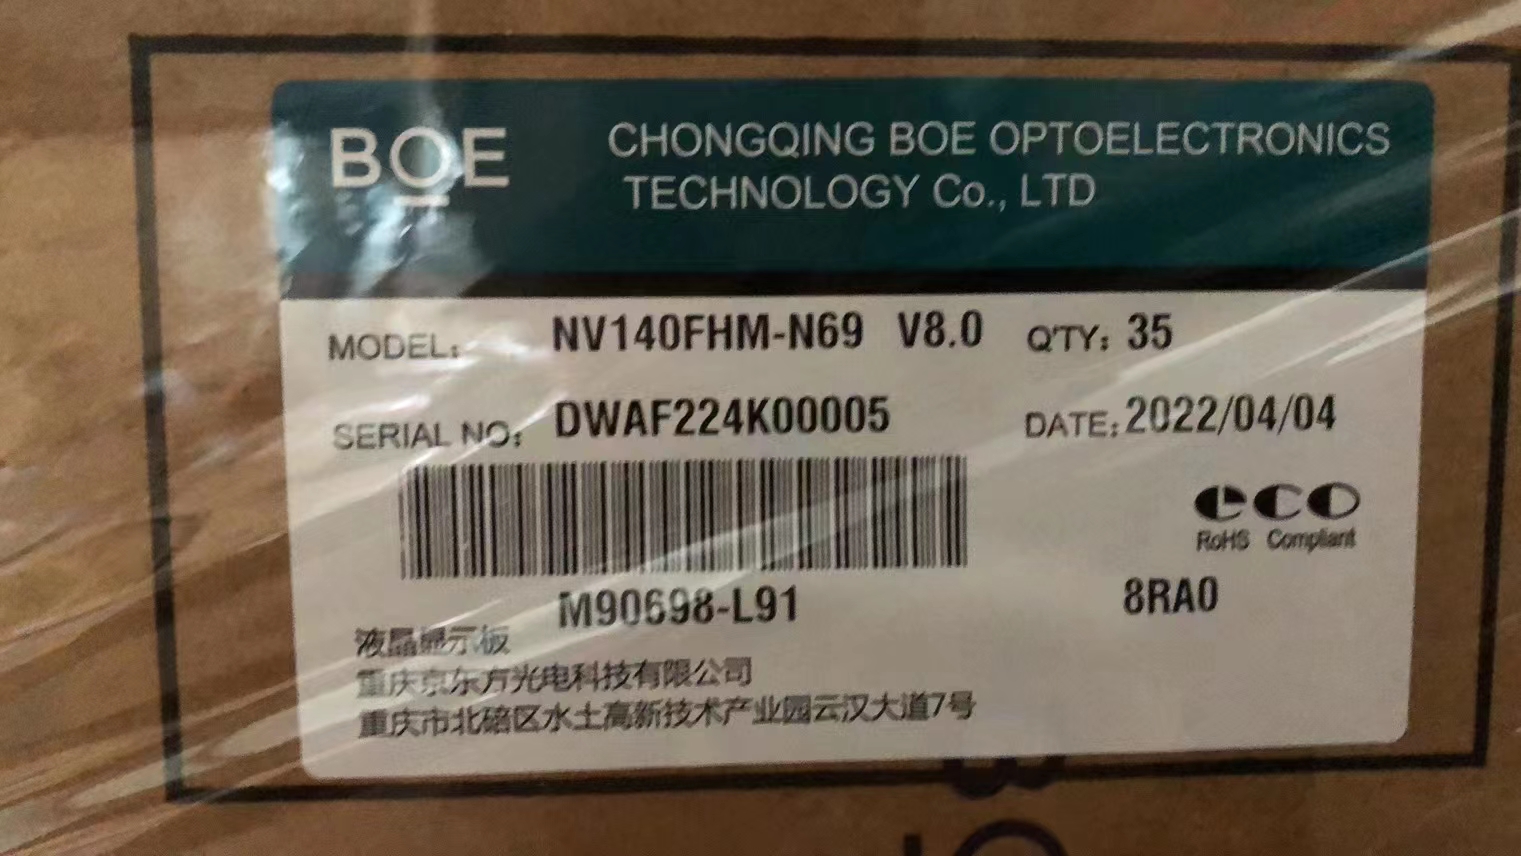 BOE
CHONGQING BOE OPTOELECTRONICS
TECHNOLOGY Co., LTD
MODEL: NV140FHM-N69 V8.0 Q'TY: 35
SERIAL NO: DWAF224K00005 DATE: 2022/04/04
eco
RoHS Compliant
M90698-L91 8RA0
液晶显示板
重庆京东方光电科技有限公司
重庆市北碚区水土高新技术产业园云汉大道7号